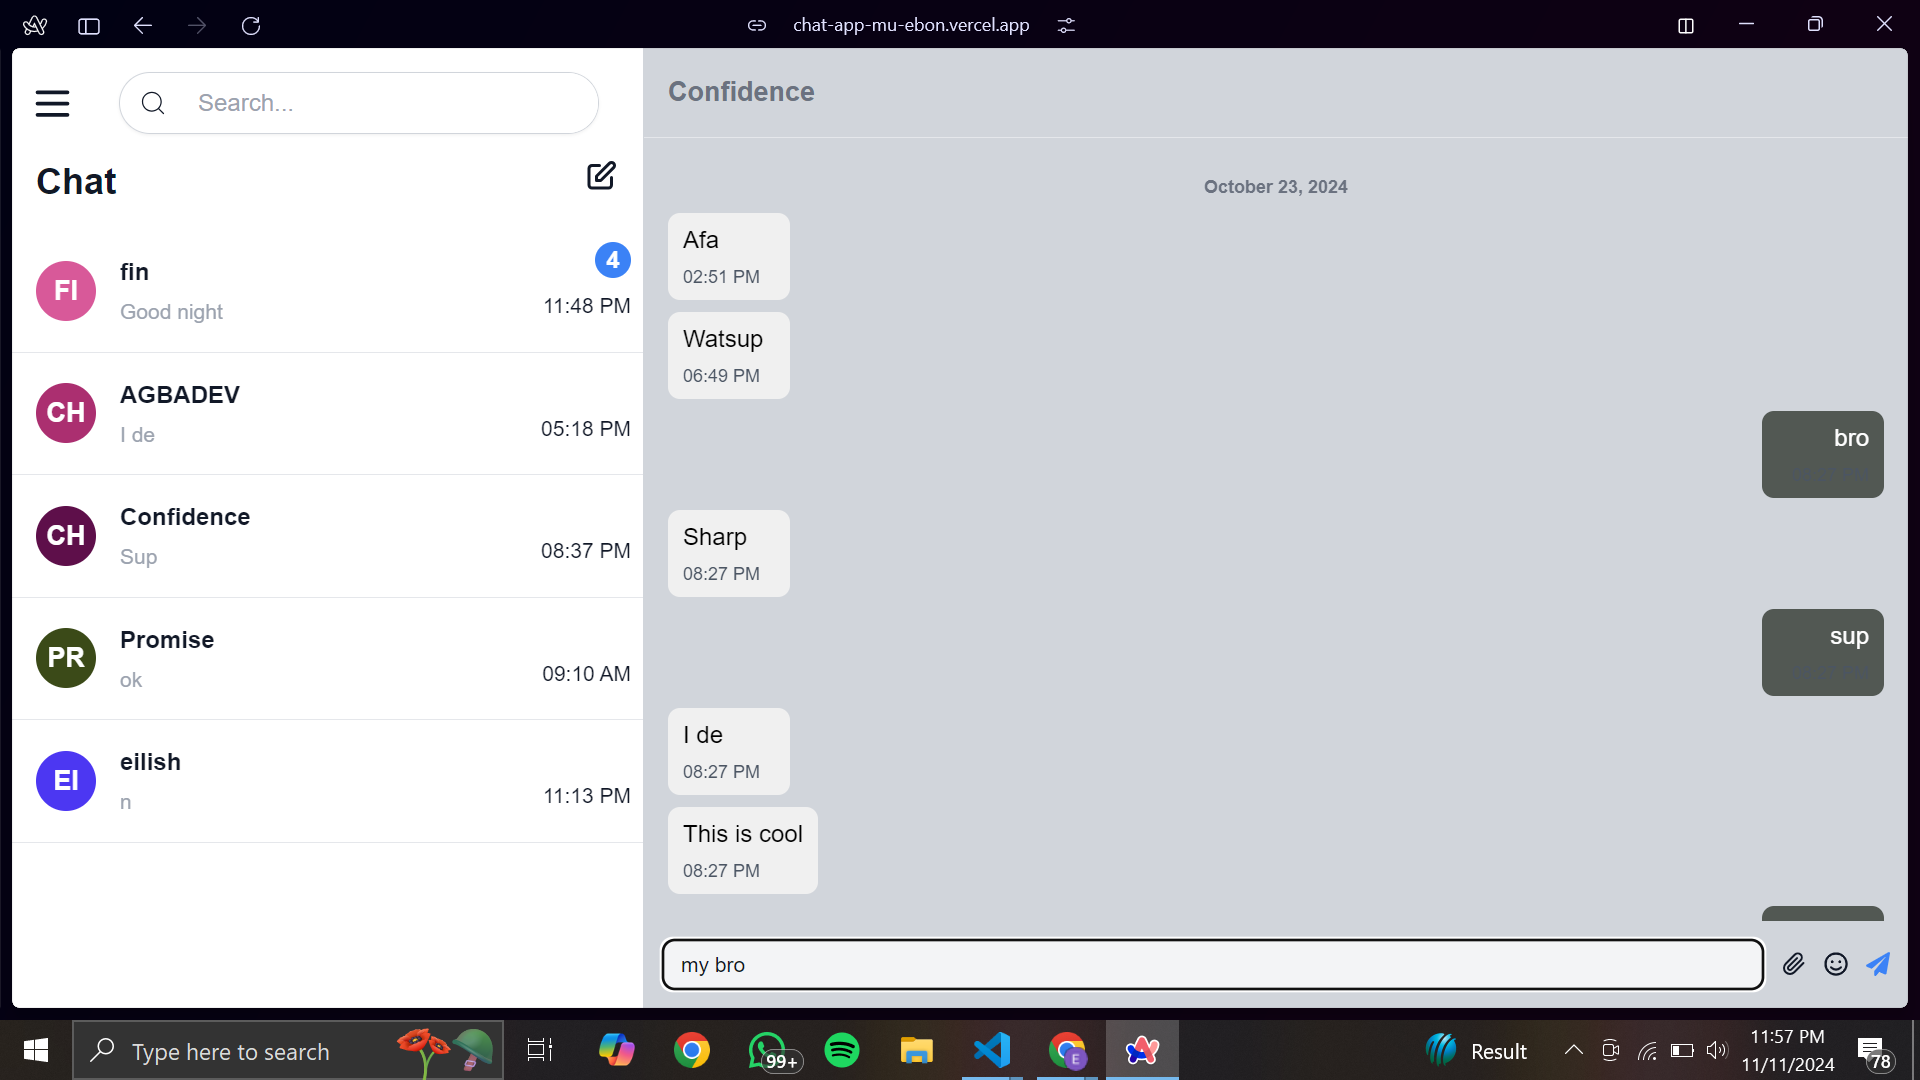 chat-app-mu-ebon.vercel.app
Search...
Chat
FI
fin
Good night
4
11:48 PM
CH
AGBADEV
I de
05:18 PM
CH
Confidence
Sup
08:37 PM
PR
Promise
ok
09:10 AM
EI
eilish
n
11:13 PM
Confidence
October 23, 2024
Afa
02:51 PM
Watsup
06:49 PM
bro
Sharp
08:27 PM
sup
I de
08:27 PM
This is cool
08:27 PM
my bro
Type here to search
99+
E
Result
11:57 PM
11/11/2024
78